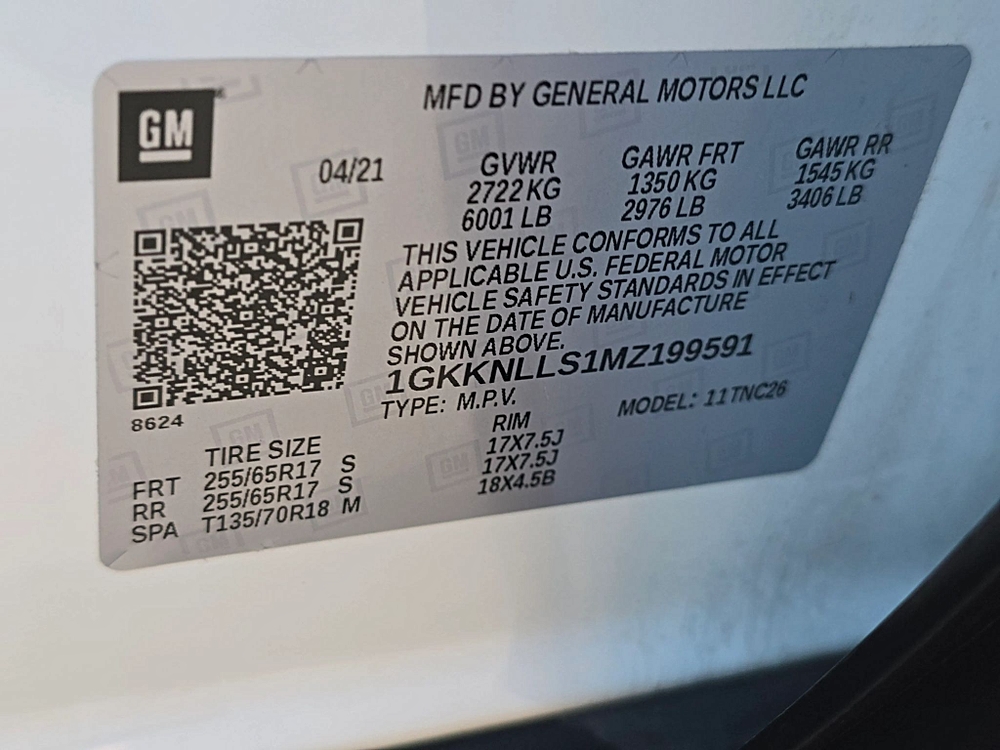 GM
MFD BY GENERAL MOTORS LLC
04/21
GVWR
2722 KG
6001 LB
GAWR FRT
1350 KG
2976 LB
GAWR RR
1545 KG
3406 LB
THIS VEHICLE CONFORMS TO ALL
APPLICABLE U.S. FEDERAL MOTOR
VEHICLE SAFETY STANDARDS IN EFFECT
ON THE DATE OF MANUFACTURE
SHOWN ABOVE.
1GKKNLLS1MZ199591
TYPE: M.P.V.
MODEL: 11TNC26
8624
TIRE SIZE
RIM
FRT 255/65R17 S 17X7.5J
RR 255/65R17 S 17X7.5J
SPA T135/70R18 M 18X4.5B